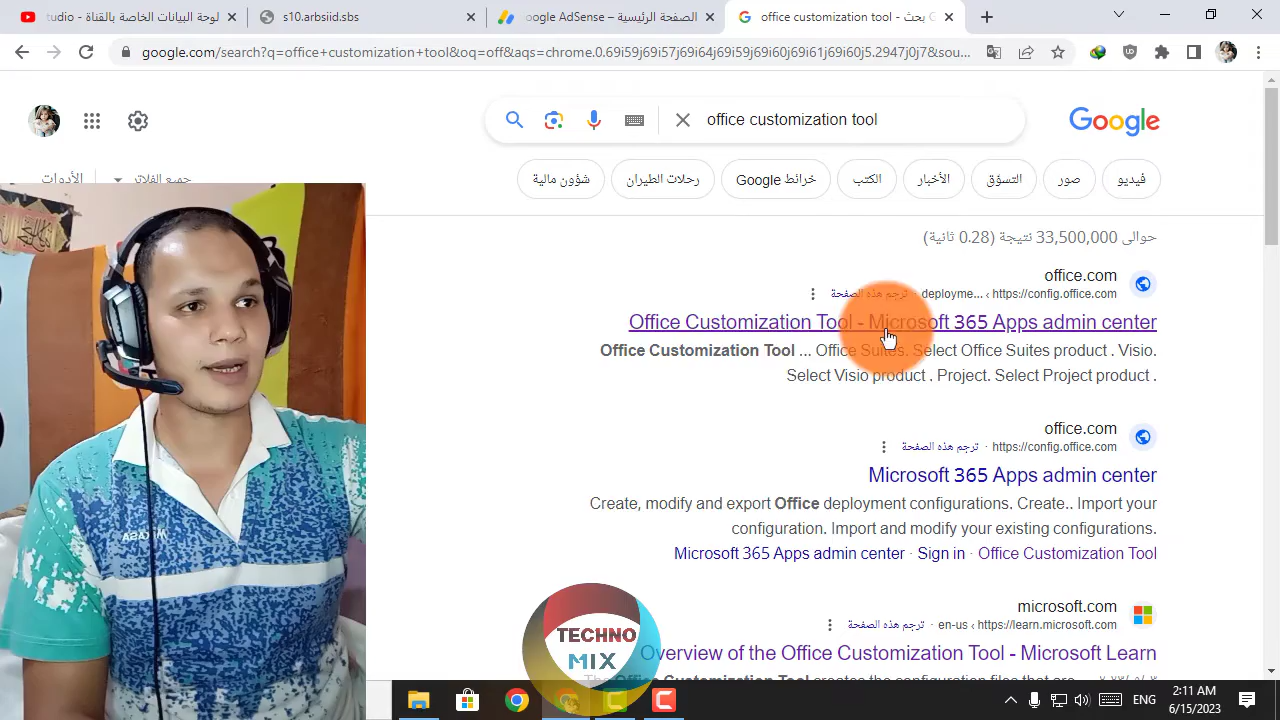 لوحة البيانات الخاصة بالقناة - tudio
s10.arbsiid.sbs
الصفحة الرئيسية – oogle AdSense
office customization tool - بحث G
google.com/search?q=office+customization+tool&oq=off&aqs=chrome.0.69i59j69i57j69i64j69i59j69i60j69i61j69i60j5.2947j0j7&sou...
office customization tool
Google
فيديو
صور
التسوّق
الأخبار
الكتب
خرائط Google
رحلات الطيران
شؤون مالية
جميع الفلاتر
الأدوات
حوالى 33,500,000 نتيجة (0.28 ثانية)
office.com
https://config.office.com › deployme... · ترجم هذه الصفحة
Office Customization Tool - Microsoft 365 Apps admin center
Office Customization Tool ... Office Suites. Select Office Suites product . Visio.
Select Visio product . Project. Select Project product .
office.com
https://config.office.com · ترجم هذه الصفحة
Microsoft 365 Apps admin center
Create, modify and export Office deployment configurations. Create.. Import your
configuration. Import and modify your existing configurations.
Microsoft 365 Apps admin center · Sign in · Office Customization Tool
microsoft.com
https://learn.microsoft.com › en-us · ترجم هذه الصفحة
Overview of the Office Customization Tool - Microsoft Learn
TECHNO
MIX
ENG
2:11 AM
6/15/2023